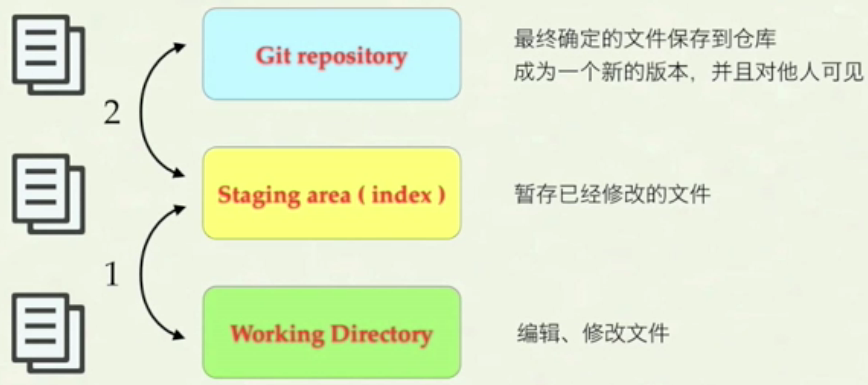 Git repository
最终确定的文件保存到仓库
成为一个新的版本，并且对他人可见
2
Staging area ( index )
暂存已经修改的文件
1
Working Directory
编辑、修改文件